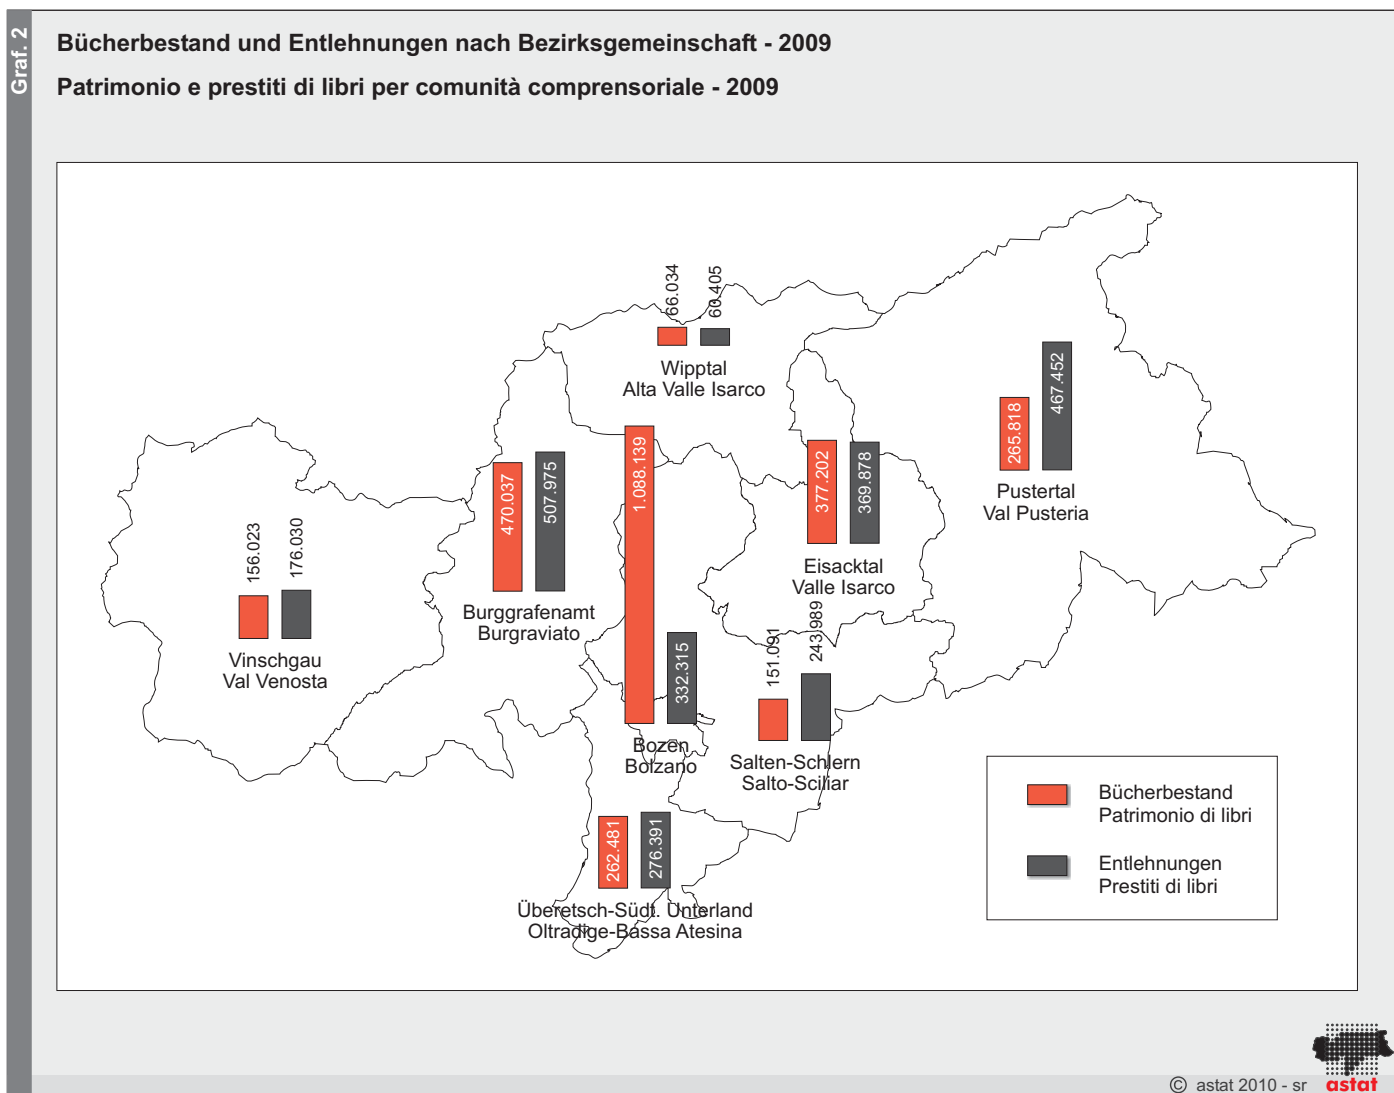 Graf. 2
Bücherbestand und Entlehnungen nach Bezirksgemeinschaft - 2009
Patrimonio e prestiti di libri per comunità comprensoriale - 2009
66.034
60.405
Wipptal
Alta Valle Isarco
265.818
467.452
Pustertal
Val Pusteria
377.202
369.878
Eisacktal
Valle Isarco
470.037
507.975
Burggrafenamt
Burgraviato
156.023
176.030
Vinschgau
Val Venosta
1.088.139
332.315
Bozen
Bolzano
151.091
243.989
Salten-Schlern
Salto-Sciliar
262.481
276.391
Überetsch-Südt. Unterland
Oltradige-Bassa Atesina
Bücherbestand
Patrimonio di libri
Entlehnungen
Prestiti di libri
© astat 2010 - sr
astat